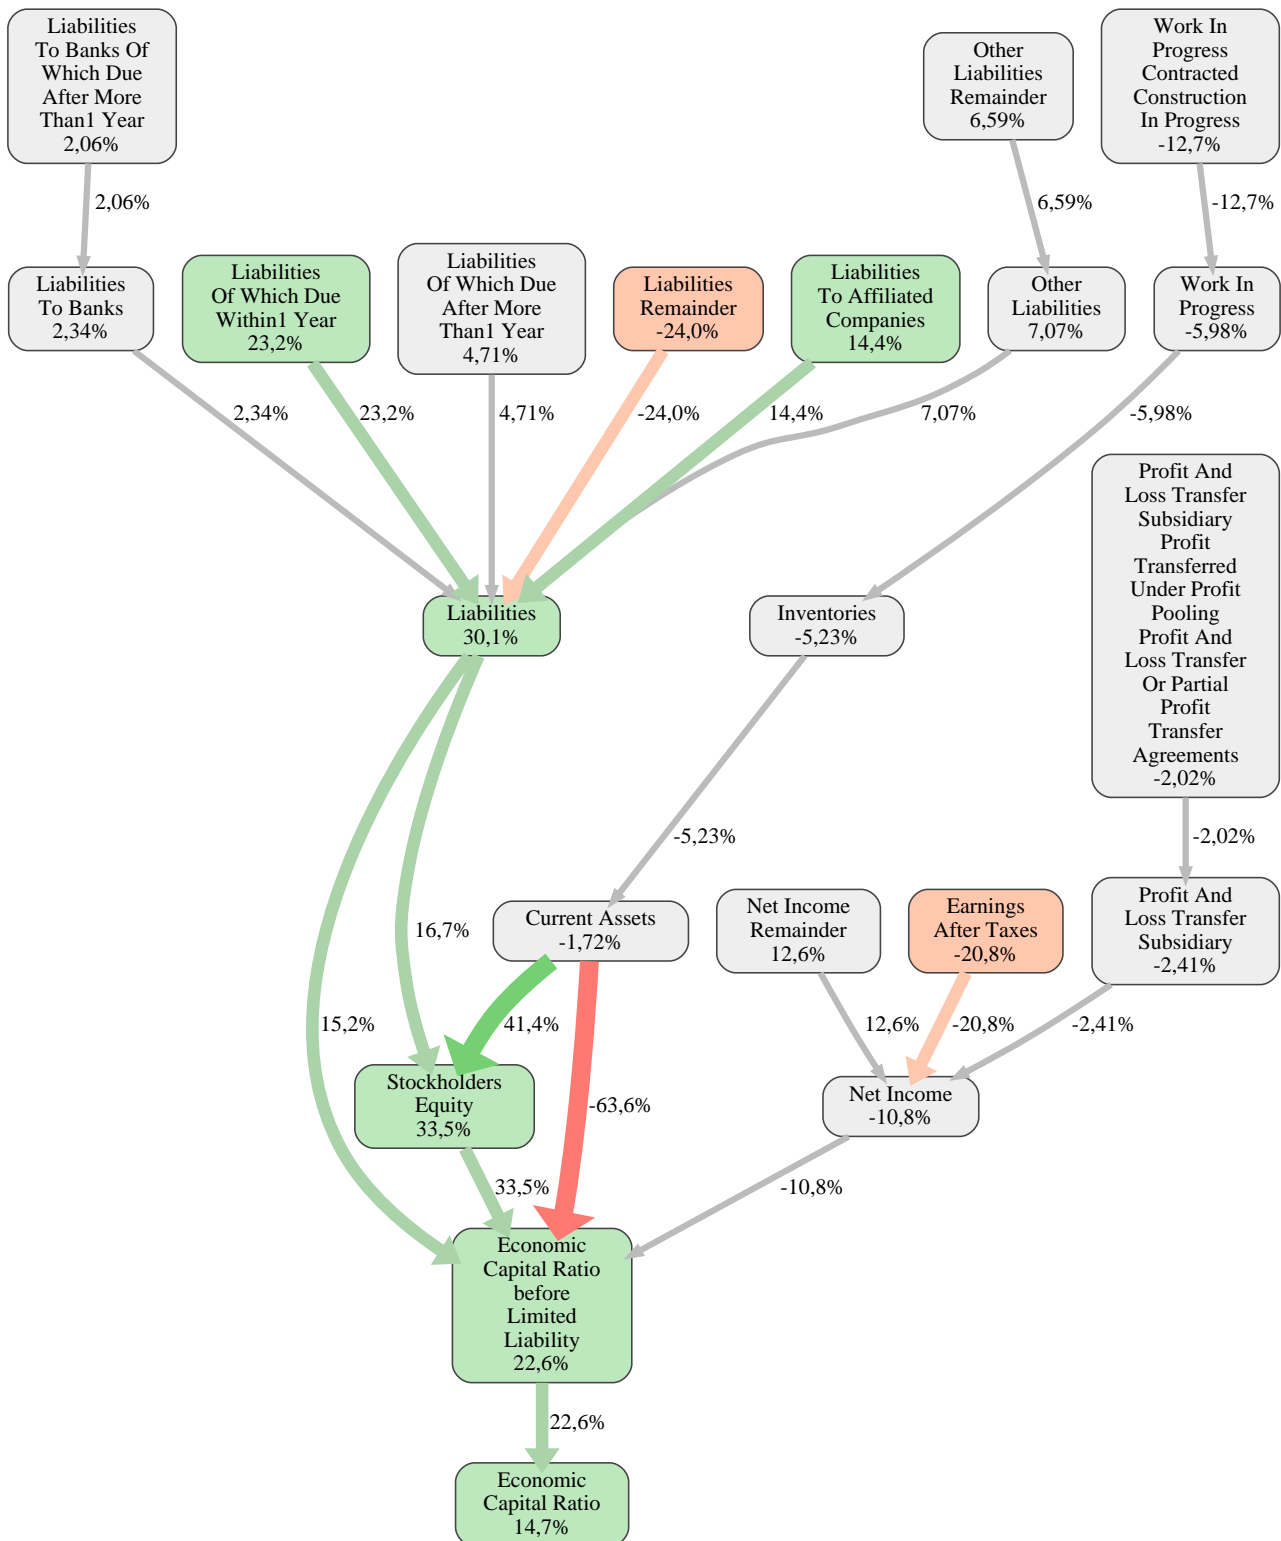 Liabilities
To Banks Of
Which Due
After More
Than1 Year
2,06%
Other
Liabilities
Remainder
6,59%
Work In
Progress
Contracted
Construction
In Progress
-12,7%
2,06%
6,59%
-12,7%
Liabilities
To Banks
2,34%
Liabilities
Of Which Due
Within1 Year
23,2%
Liabilities
Of Which Due
After More
Than1 Year
4,71%
Liabilities
Remainder
-24,0%
Liabilities
To Affiliated
Companies
14,4%
Other
Liabilities
7,07%
Work In
Progress
-5,98%
2,34%
23,2%
4,71%
-24,0%
14,4%
7,07%
-5,98%
Profit And
Loss Transfer
Subsidiary
Profit
Transferred
Under Profit
Pooling
Profit And
Loss Transfer
Or Partial
Profit
Transfer
Agreements
-2,02%
Liabilities
30,1%
Inventories
-5,23%
-5,23%
-2,02%
16,7%
Current Assets
-1,72%
Net Income
Remainder
12,6%
Earnings
After Taxes
-20,8%
Profit And
Loss Transfer
Subsidiary
-2,41%
15,2%
41,4%
-63,6%
12,6%
-20,8%
-2,41%
Stockholders
Equity
33,5%
Net Income
-10,8%
33,5%
-10,8%
Economic
Capital Ratio
before
Limited
Liability
22,6%
22,6%
Economic
Capital Ratio
14,7%